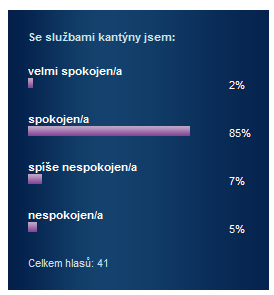 Se službami kantýny jsem:
velmi spokojen/a
2%
spokojen/a
85%
spíše nespokojen/a
7%
nespokojen/a
5%
Celkem hlasů: 41